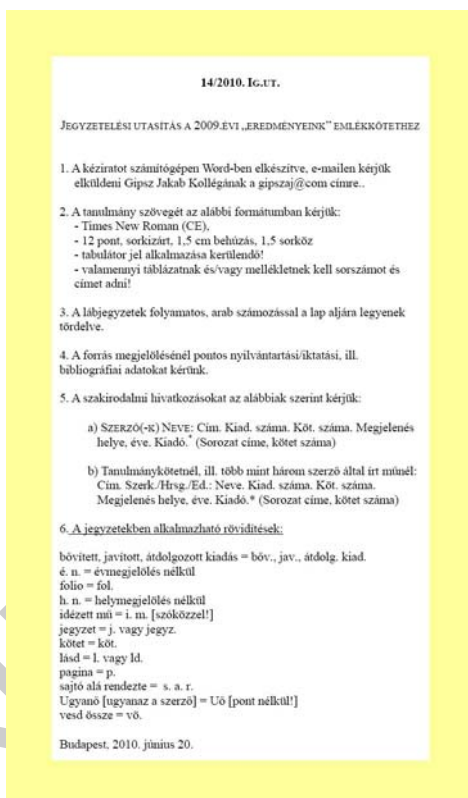 14/2010. IG.UT.
JEGYZETELÉSI UTASÍTÁS A 2009.ÉVI „EREDMÉNYEINK” EMLÉKKÖTETHEZ
1. A kéziratot számítógépen Word-ben elkészítve, e-mailen kérjük
elküldeni Gipsz Jakab Kollégának a gipszaj@com címre..
2. A tanulmány szövegét az alábbi formátumban kérjük:
- Times New Roman (CE),
- 12 pont, sorkizárt, 1,5 cm behúzás, 1,5 sorköz
- tabulátor jel alkalmazása kerülendő!
- valamennyi táblázatnak és/vagy mellékletnek kell sorszámot és
címet adni!
3. A lábjegyzetek folyamatos, arab számozással a lap aljára legyenek
tördelve.
4. A forrás megjelölésénél pontos nyilvántartási/iktatási, ill.
bibliográfiai adatokat kérünk.
5. A szakirodalmi hivatkozásokat az alábbiak szerint kérjük:
a) SZERZŐ(-K) NEVE: Cím. Kiad. száma. Köt. száma. Megjelenés
helye, éve. Kiadó.* (Sorozat címe, kötet száma)
b) Tanulmánykötetnél, ill. több mint három szerző által írt műnél:
Cím. Szerk./Hrsg./Ed.: Neve. Kiad. száma. Köt. száma.
Megjelenés helye, éve. Kiadó.* (Sorozat címe, kötet száma)
6. A jegyzetekben alkalmazható rövidítések:
bővített, javított, átdolgozott kiadás = bőv., jav., átdolg. kiad.
é. n. = évmegjelölés nélkül
folio = fol.
h. n. = helymegjelölés nélkül
idézett mű = i. m. [szóközzel!]
jegyzet = j. vagy jegyz.
kötet = köt.
lásd = l. vagy ld.
pagina = p.
sajtó alá rendezte = s. a. r.
Ugyanő [ugyanaz a szerző] = Uő [pont nélkül!]
vesd össze = vö.
Budapest, 2010. június 20.